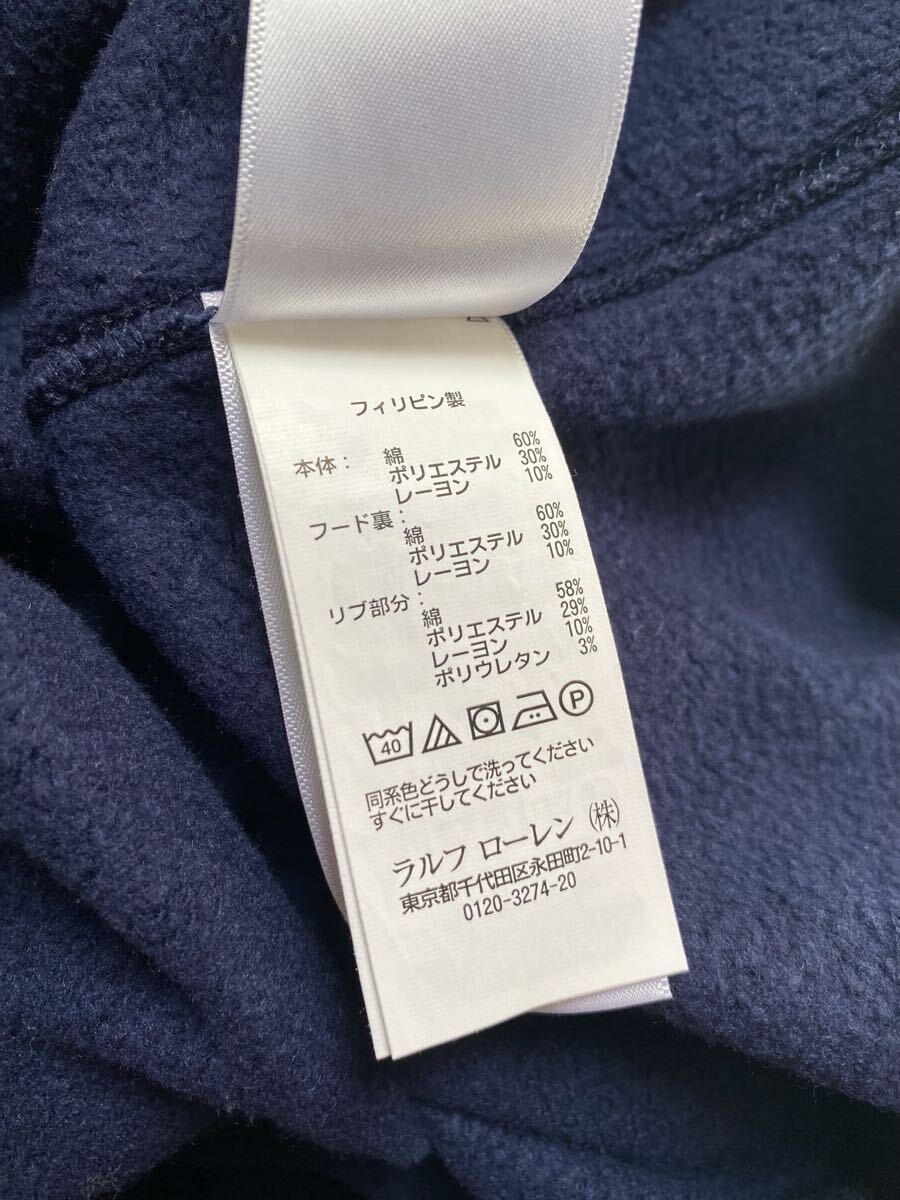 フィリピン製
本体： 綿 60%
ポリエステル 30%
レーヨン 10%
フード裏：
綿 60%
ポリエステル 30%
レーヨン 10%
リブ部分：
綿 58%
ポリエステル 29%
レーヨン 10%
ポリウレタン 3%
40 P
同系色どうしで洗ってください
すぐに干してください
ラルフ ローレン (株)
東京都千代田区永田町2-10-1
0120-3274-20